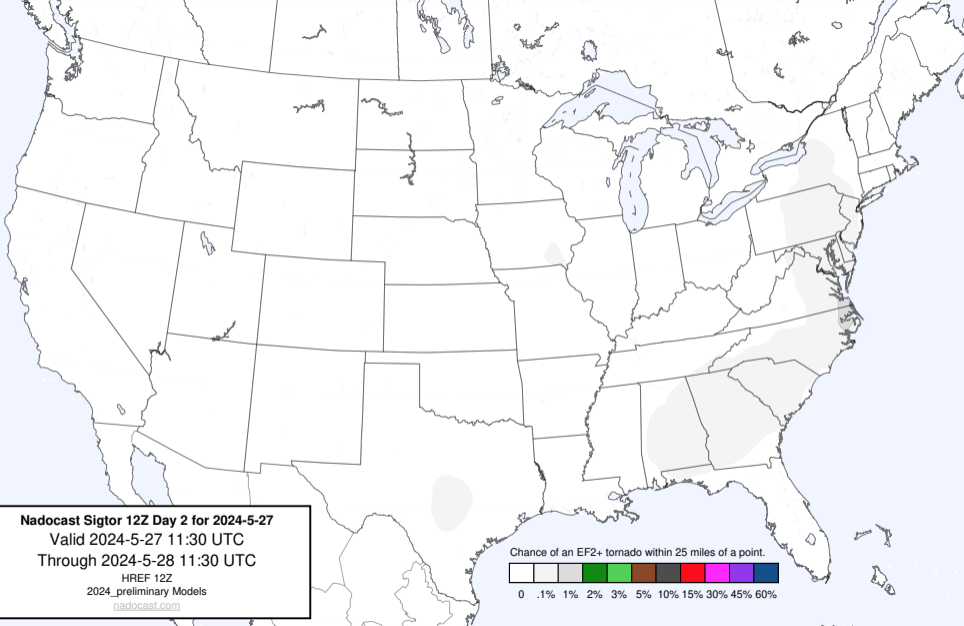 Nadocast Sigtor 12Z Day 2 for 2024-5-27
Valid 2024-5-27 11:30 UTC
Through 2024-5-28 11:30 UTC
HREF 12Z
2024_preliminary Models
nadocast.com
Chance of an EF2+ tornado within 25 miles of a point.
0 .1% 1% 2% 3% 5% 10% 15% 30% 45% 60%